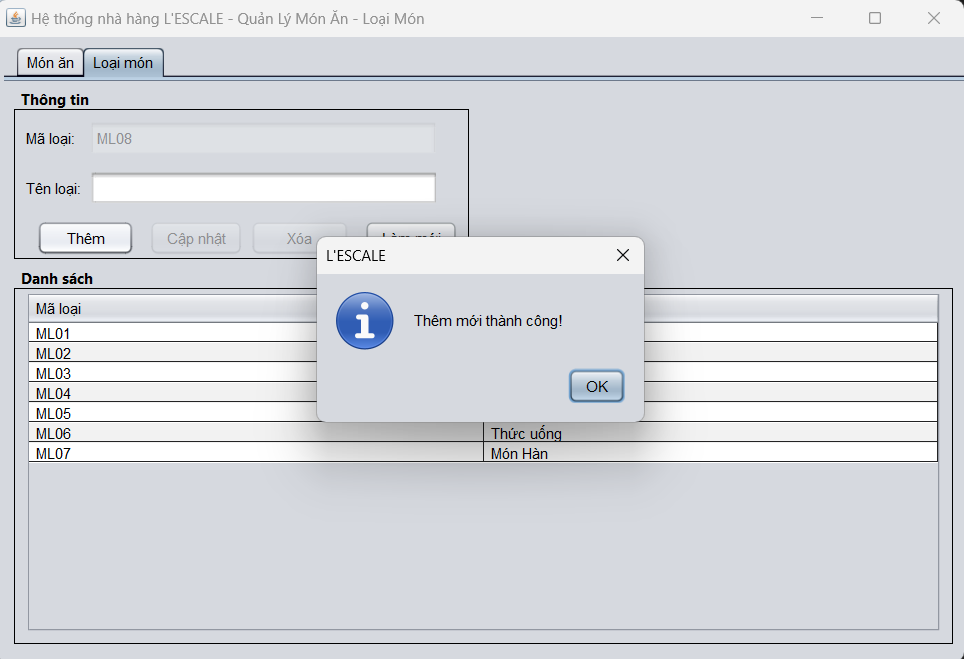 Hệ thống nhà hàng L'ESCALE - Quản Lý Món Ăn - Loại Món
Món ăn Loại món
Thông tin
Mã loại: ML08
Tên loại:
Thêm Cập nhật Xóa Làm mới
L'ESCALE
Thêm mới thành công!
OK
Danh sách
Mã loại
ML01
ML02
ML03
ML04
ML05
ML06 Thức uống
ML07 Món Hàn